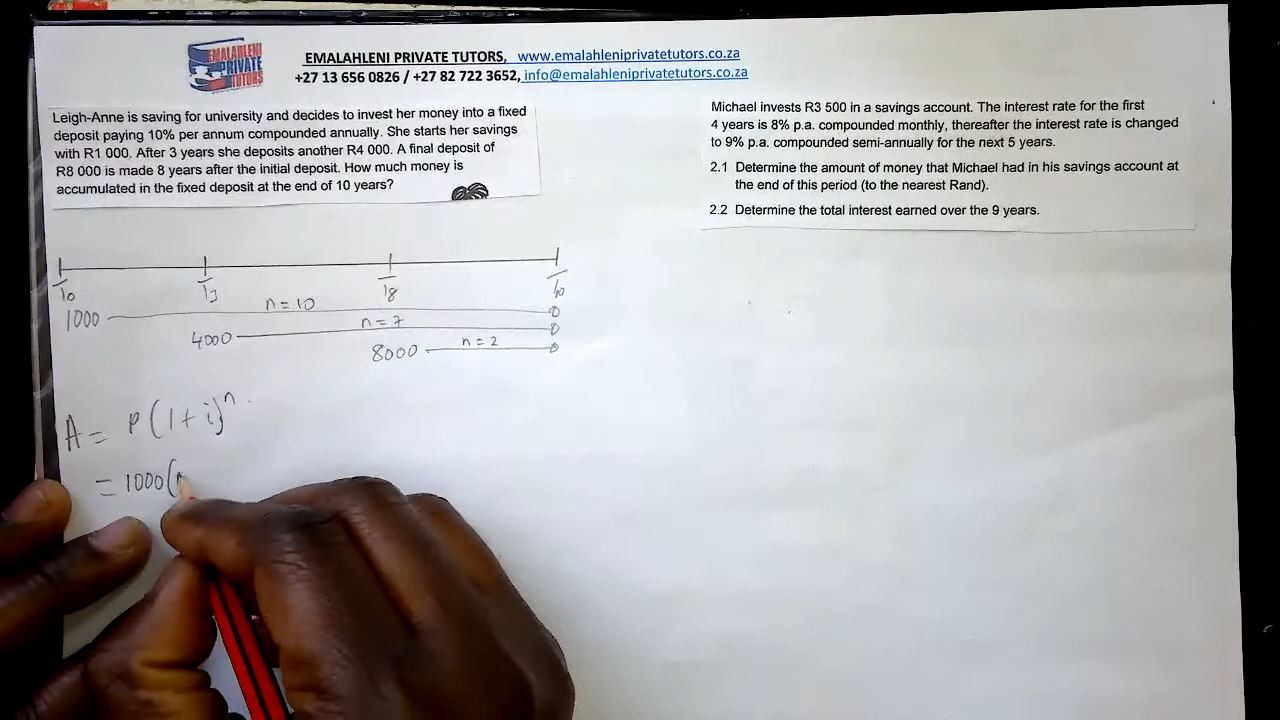 EMALAHLENI
PRIVATE
TUTORS
EMALAHLENI PRIVATE TUTORS, www.emalahleniprivatetutors.co.za
+27 13 656 0826 / +27 82 722 3652, info@emalahleniprivatetutors.co.za
Leigh-Anne is saving for university and decides to invest her money into a fixed
deposit paying 10% per annum compounded annually. She starts her savings
with R1 000. After 3 years she deposits another R4 000. A final deposit of
R8 000 is made 8 years after the initial deposit. How much money is
accumulated in the fixed deposit at the end of 10 years?
Michael invests R3 500 in a savings account. The interest rate for the first
4 years is 8% p.a. compounded monthly, thereafter the interest rate is changed
to 9% p.a. compounded semi-annually for the next 5 years.
2.1 Determine the amount of money that Michael had in his savings account at
the end of this period (to the nearest Rand).
2.2 Determine the total interest earned over the 9 years.
T0 T3 T8 10
n = 10
1000
n = 7
4000
n = 2
8000
A = P(1+i)^n
= 1000(